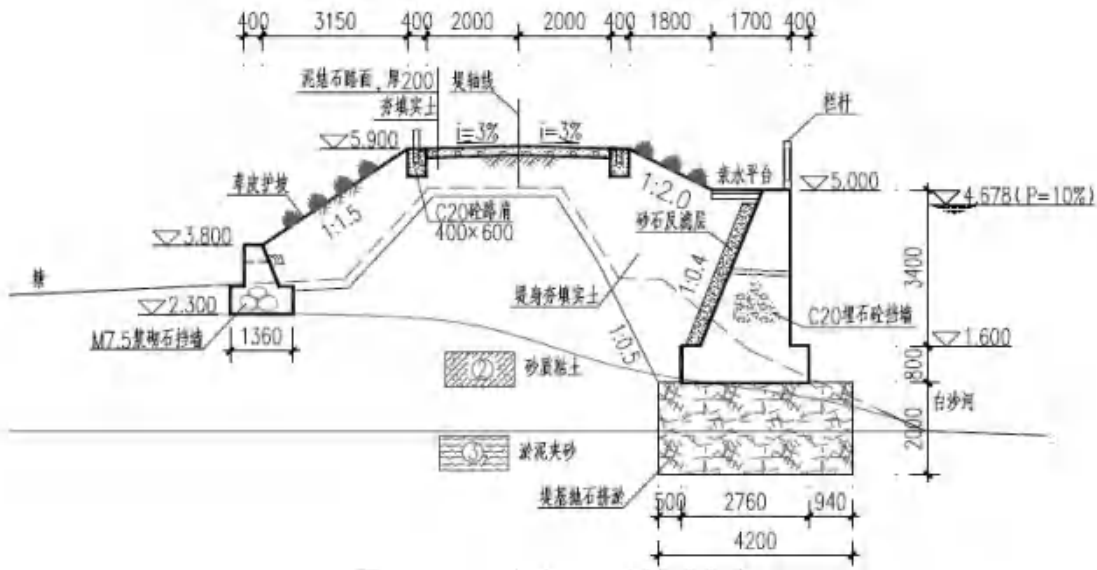 400 3150 400 2000 2000 400 1800 1700 400
泥结石路面,厚200
夯填实土
堤轴线
栏杆
5.900
i=3% i=3%
草皮护坡
亲水平台
5.000
4.678(P=10%)
1:2.0
C20砼路肩
400×600
砂石反滤层
1:1.5
3.800
塘
1:0.4
3400
堤身夯填实土
2.300
C20埋石砼挡墙
M7.5浆砌石挡墙
1360
1:0.5
1.600
800
② 砂质粘土
白沙河
2000
淤泥夹砂
堤基抛石挤淤
500 2760 940
4200